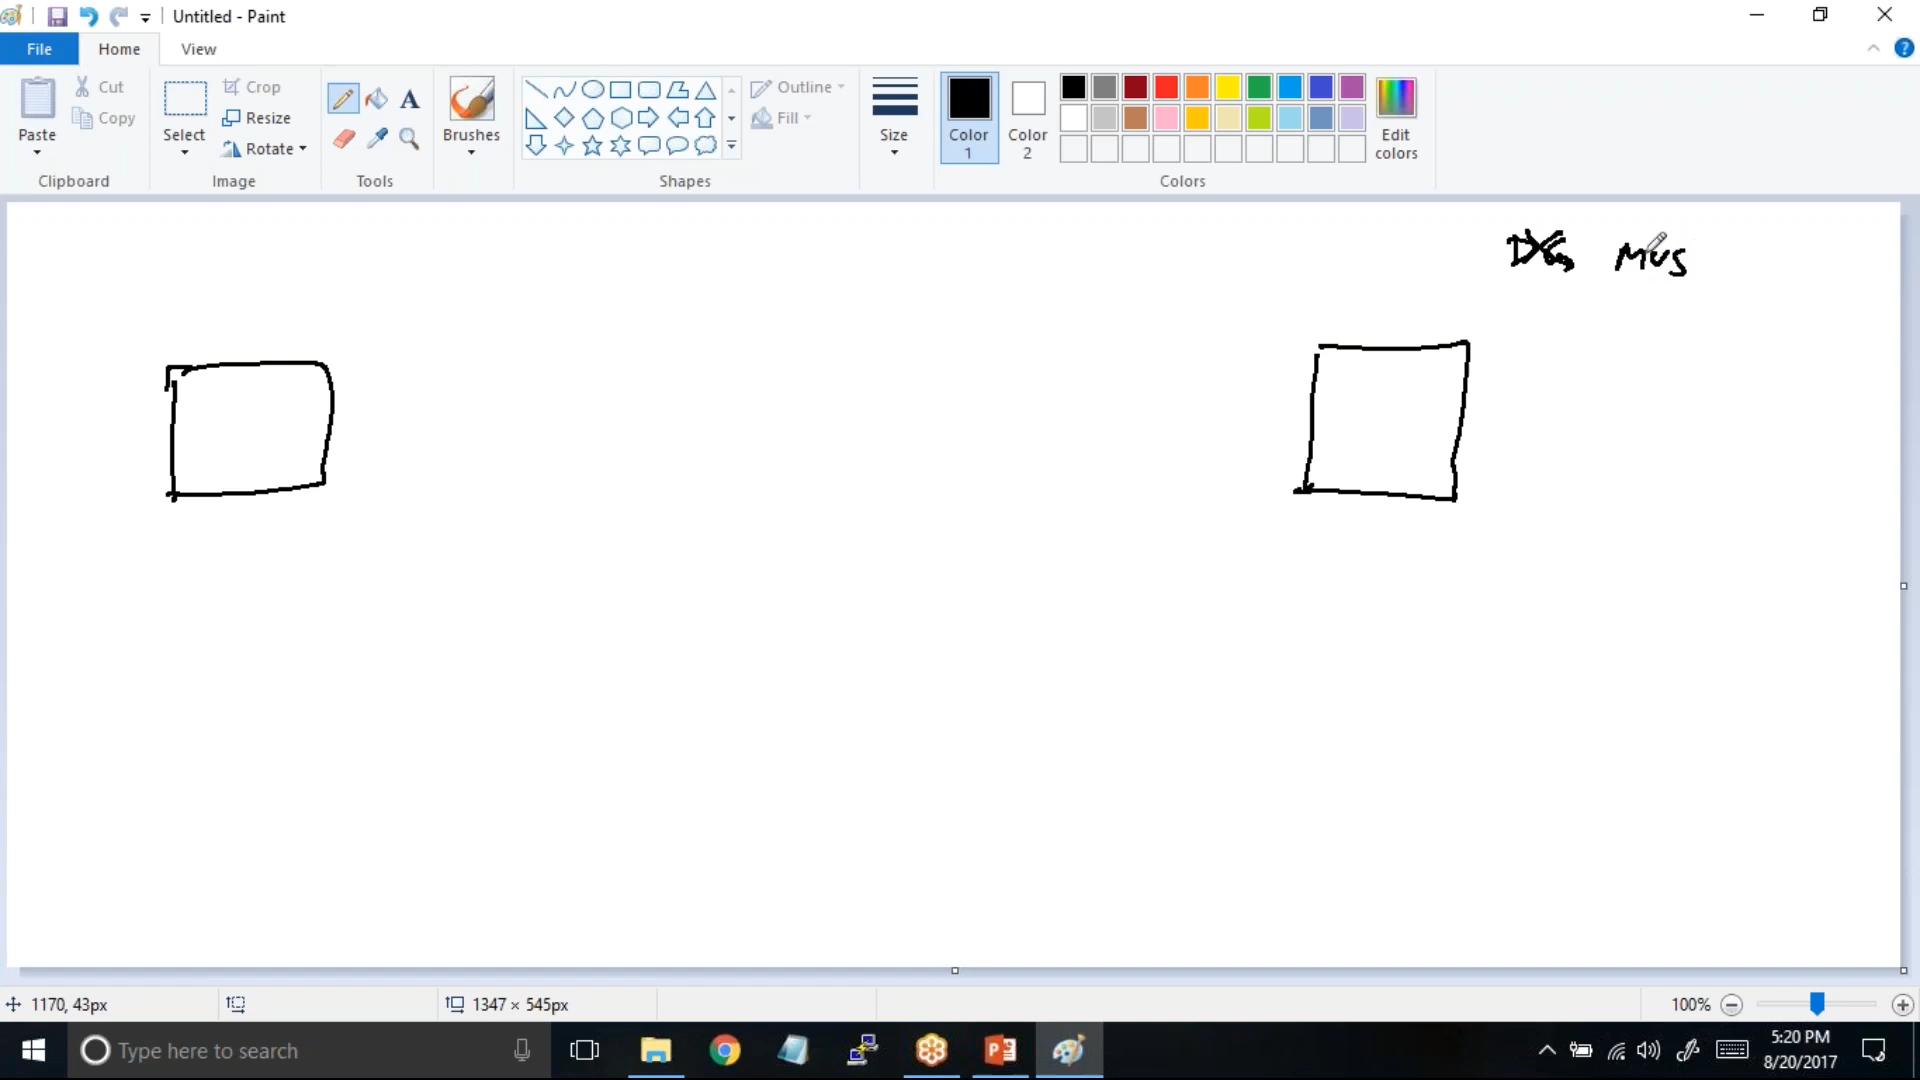 Untitled - Paint
File Home View
Paste Cut Copy Clipboard
Select Crop Resize Rotate Image
Tools
Brushes
Shapes
Outline Fill
Size
Color 1
Color 2
Edit colors
Colors
MVS
1170, 43px
1347 × 545px
100%
Type here to search
5:20 PM
8/20/2017